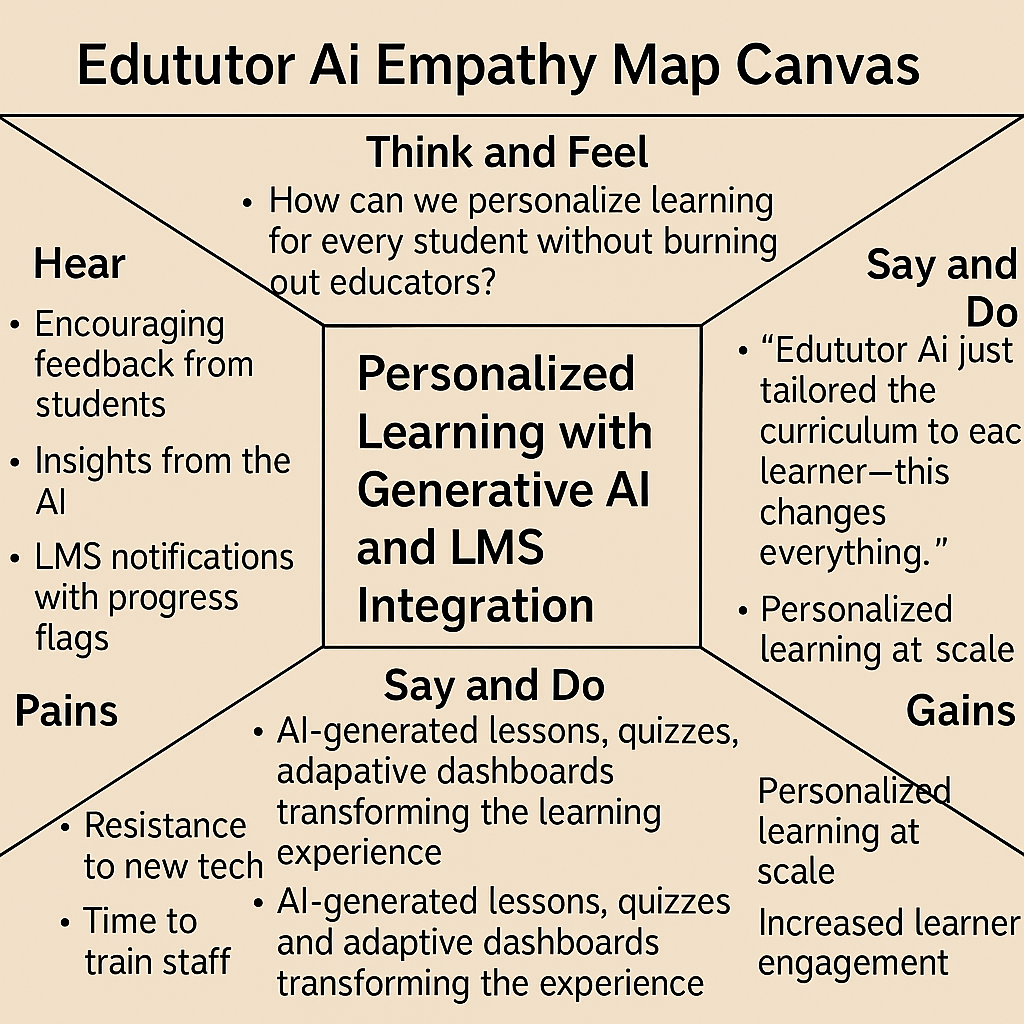 Edututor Ai Empathy Map Canvas
Think and Feel
• How can we personalize learning
for every student without burning
out educators?
Hear
• Encouraging
feedback from
students
• Insights from the
AI
• LMS notifications
with progress
flags
Personalized
Learning with
Generative AI
and LMS
Integration
Say and
Do
• “Edututor Ai just
tailored the
curriculum to eac
learner—this
changes
everything.”
• Personalized
learning at scale
Pains
• Resistance
to new tech
• Time to
train staff
Say and Do
• AI-generated lessons, quizzes,
adapative dashboards
transforming the learning
experience
• AI-generated lessons, quizzes
and adaptive dashboards
transforming the experience
Gains
Personalized
learning at
scale
Increased learner
engagement